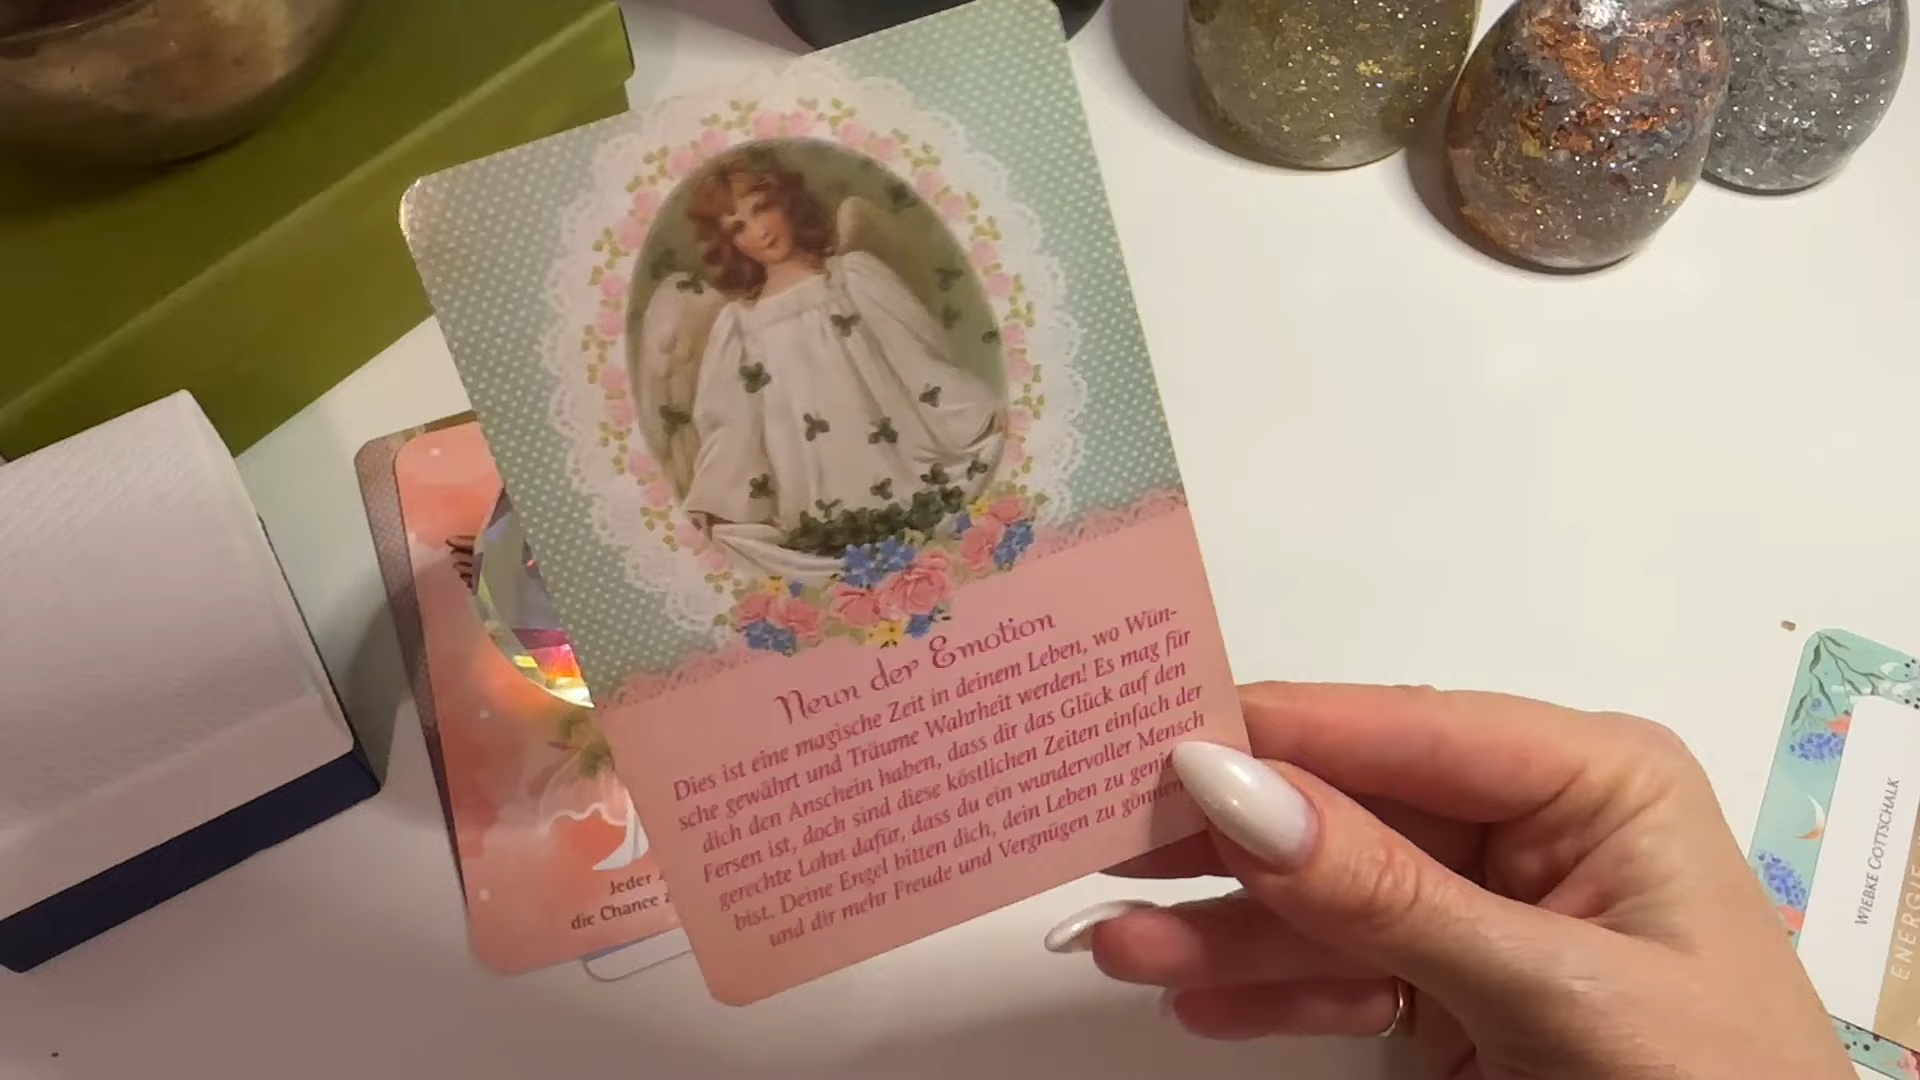 Neun der Emotion
Dies ist eine magische Zeit in deinem Leben, wo Wün-
sche gewährt und Träume Wahrheit werden! Es mag für
dich den Anschein haben, dass dir das Glück auf den
Fersen ist, doch sind diese köstlichen Zeiten einfach der
gerechte Lohn dafür, dass du ein wundervoller Mensch
bist. Deine Engel bitten dich, dein Leben zu
und dir mehr Freude und Vergnügen zu gönnen
Jeder
die Chance
WIEBKE GOTTSCHALK